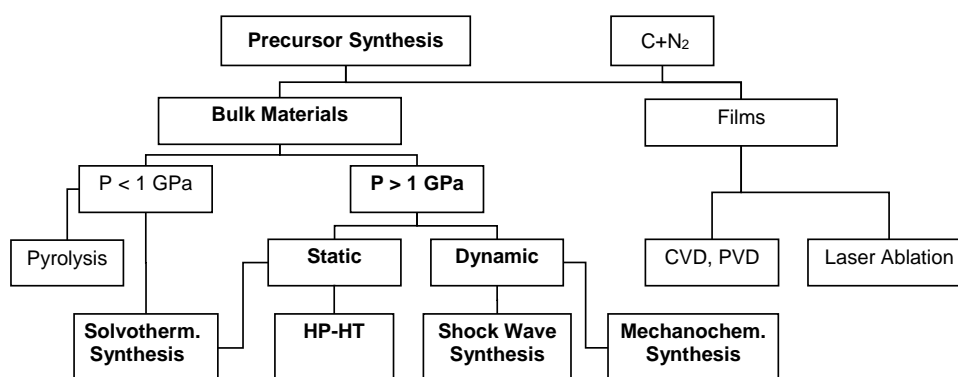 Precursor Synthesis
C+N₂
Bulk Materials
Films
P < 1 GPa
P > 1 GPa
Pyrolysis
Static
Dynamic
CVD, PVD
Laser Ablation
Solvotherm.
Synthesis
HP-HT
Shock Wave
Synthesis
Mechanochem.
Synthesis